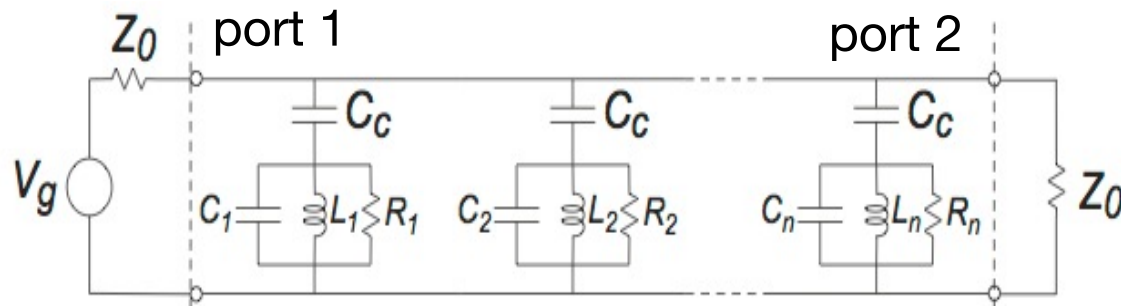 Z0 port 1 port 2
Cc Cc Cc
Vg C1 L1 R1 C2 L2 R2 Cn Ln Rn Z0